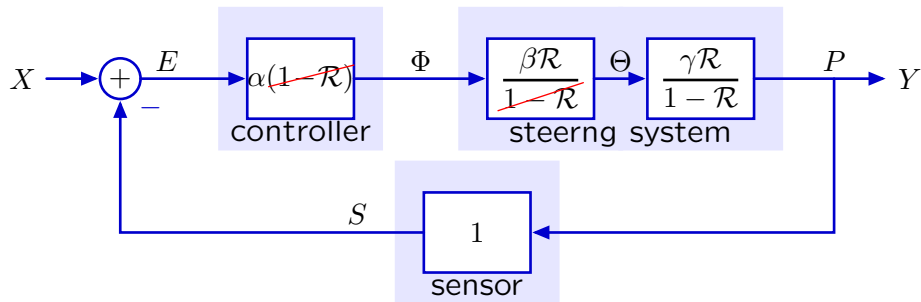 X + E α(1−ℛ) Φ βℛ/(1−ℛ) Θ γℛ/(1−ℛ) P Y
−
controller steerng system
S 1
sensor